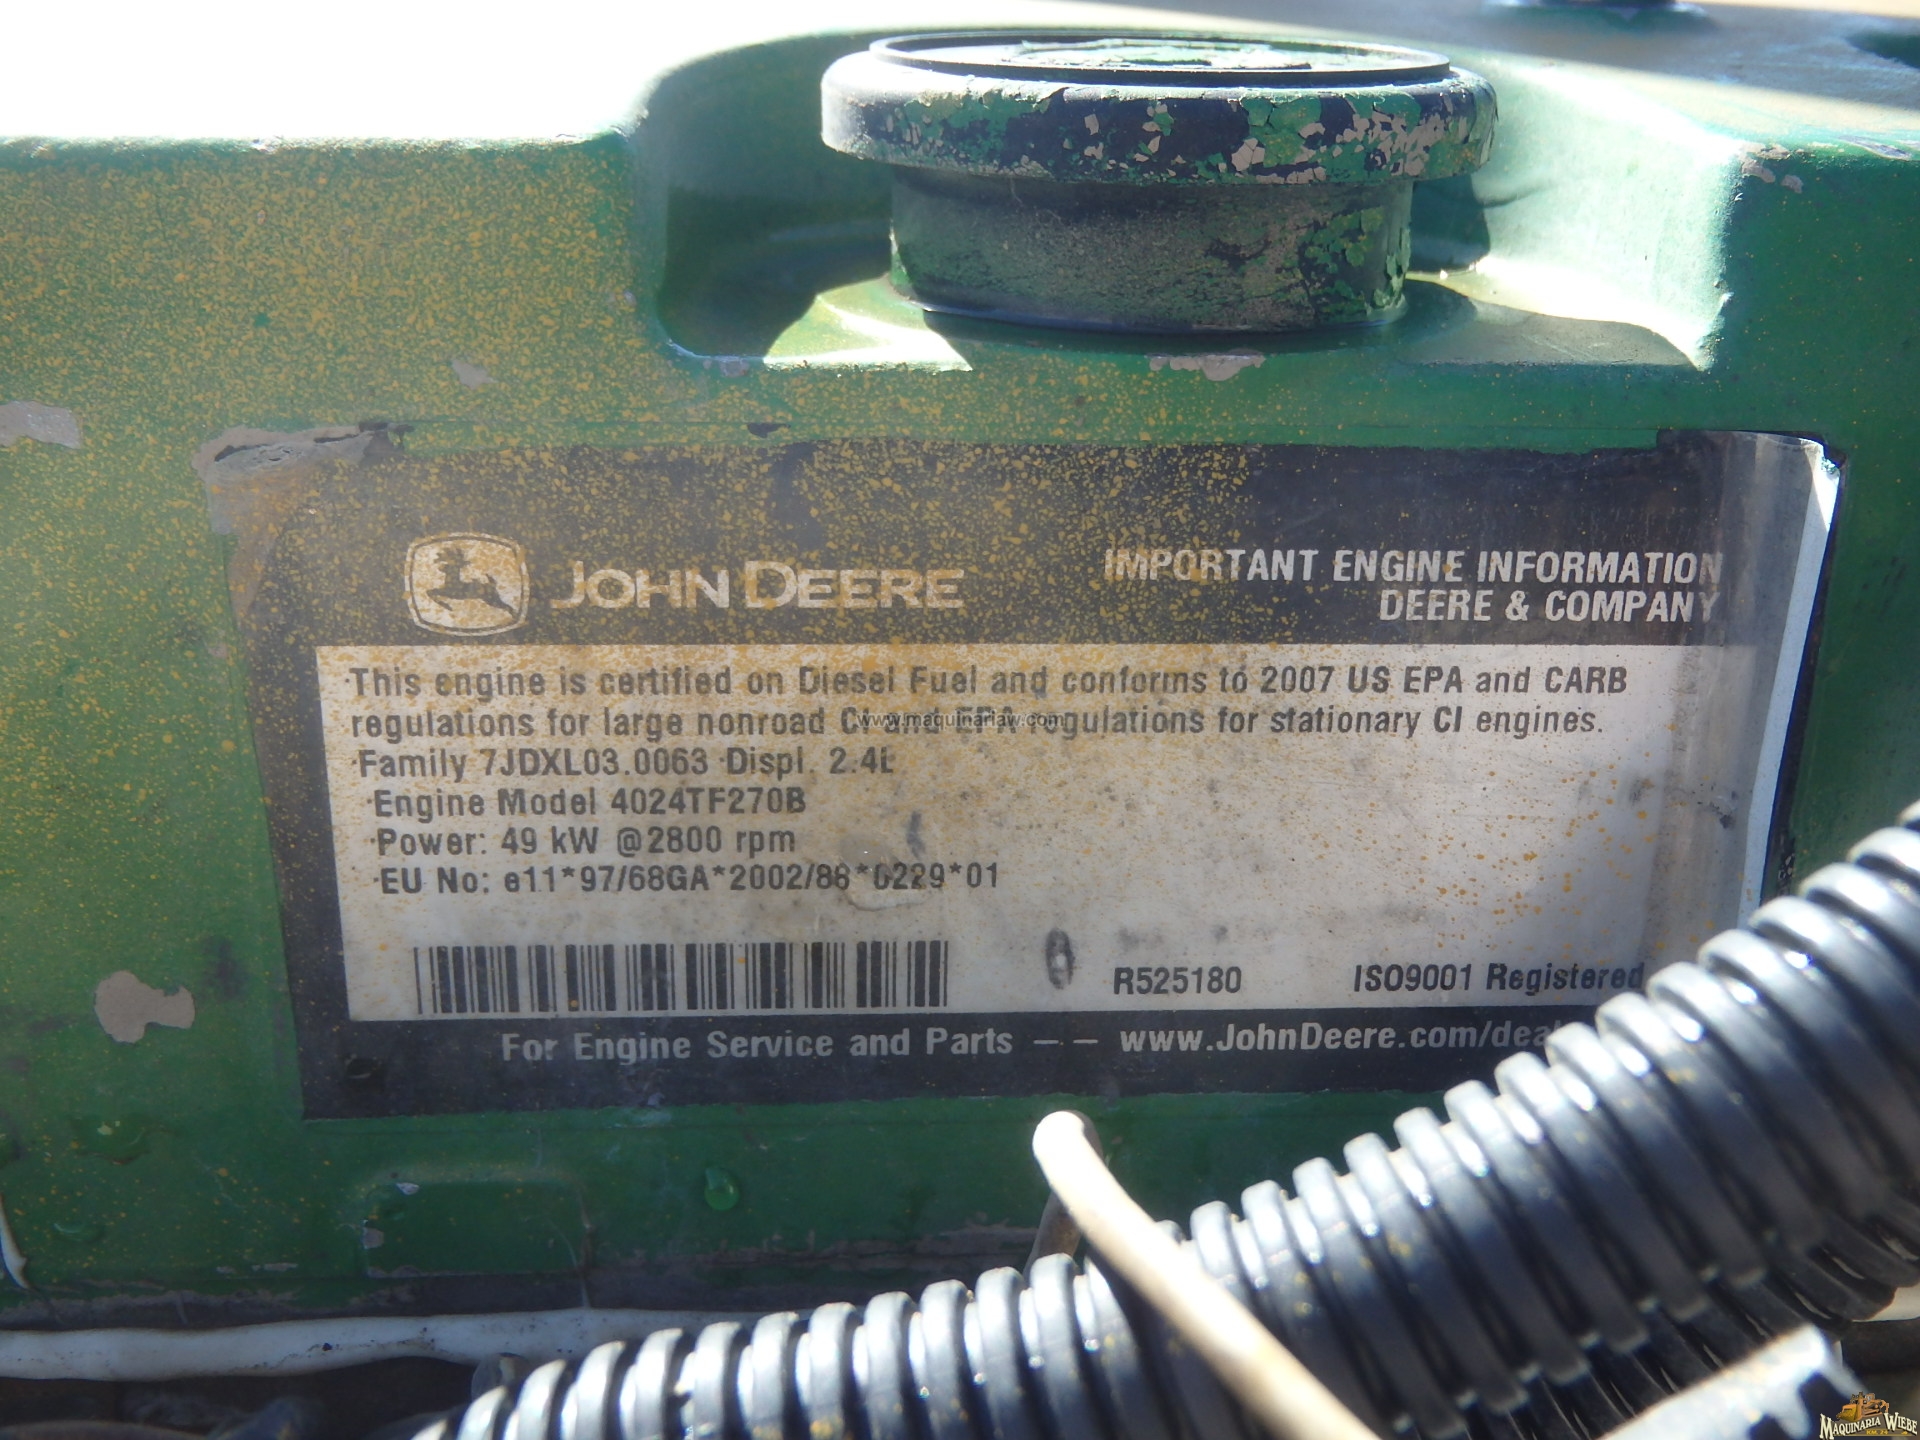 JOHN DEERE
IMPORTANT ENGINE INFORMATION
DEERE & COMPANY
This engine is certified on Diesel Fuel and conforms to 2007 US EPA and CARB
regulations for large nonroad CI and EPA regulations for stationary CI engines.
www.maquinariaw.com
Family 7JDXL03.0063 Displ. 2.4L
Engine Model 4024TF270B
Power: 49 kW @2800 rpm
EU No: e11*97/68GA*2002/88*0229*01
R525180 ISO9001 Registered
For Engine Service and Parts -- www.JohnDeere.com/dea
MAQUINARIA WIEBE
KM. 24